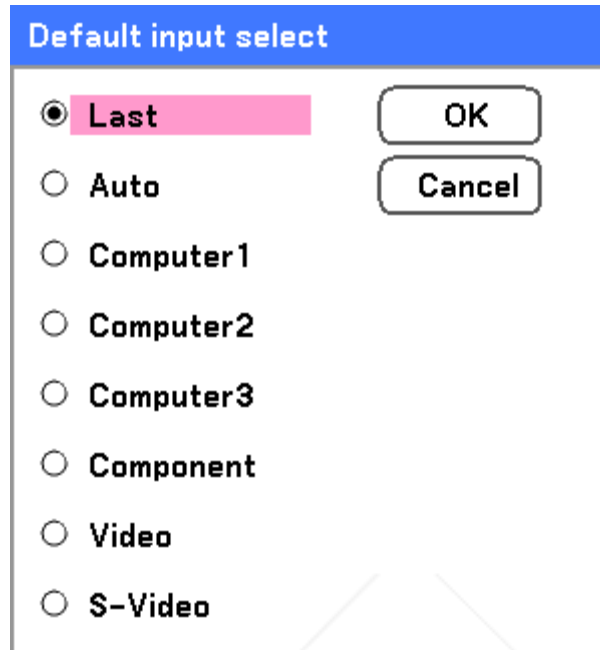 Default input select
Last
OK
Auto
Cancel
Computer1
Computer2
Computer3
Component
Video
S-Video